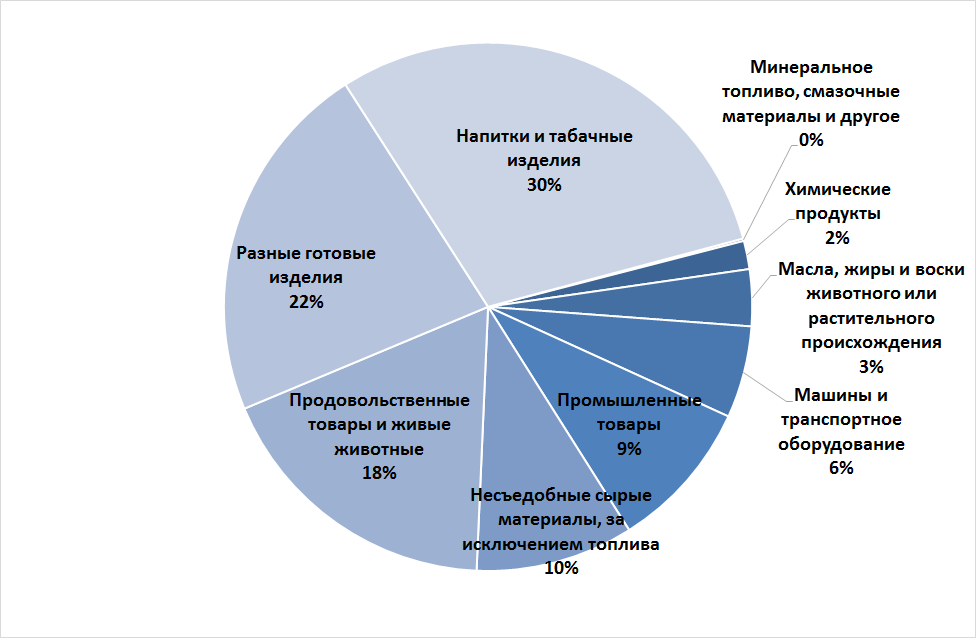 Минеральное
топливо, смазочные
материалы и другое
0%
Химические
продукты
2%
Масла, жиры и воски
животного или
растительного
происхождения
3%
Машины и
транспортное
оборудование
6%
Промышленные
товары
9%
Несъедобные сырые
материалы, за
исключением топлива
10%
Продовольственные
товары и живые
животные
18%
Разные готовые
изделия
22%
Напитки и табачные
изделия
30%